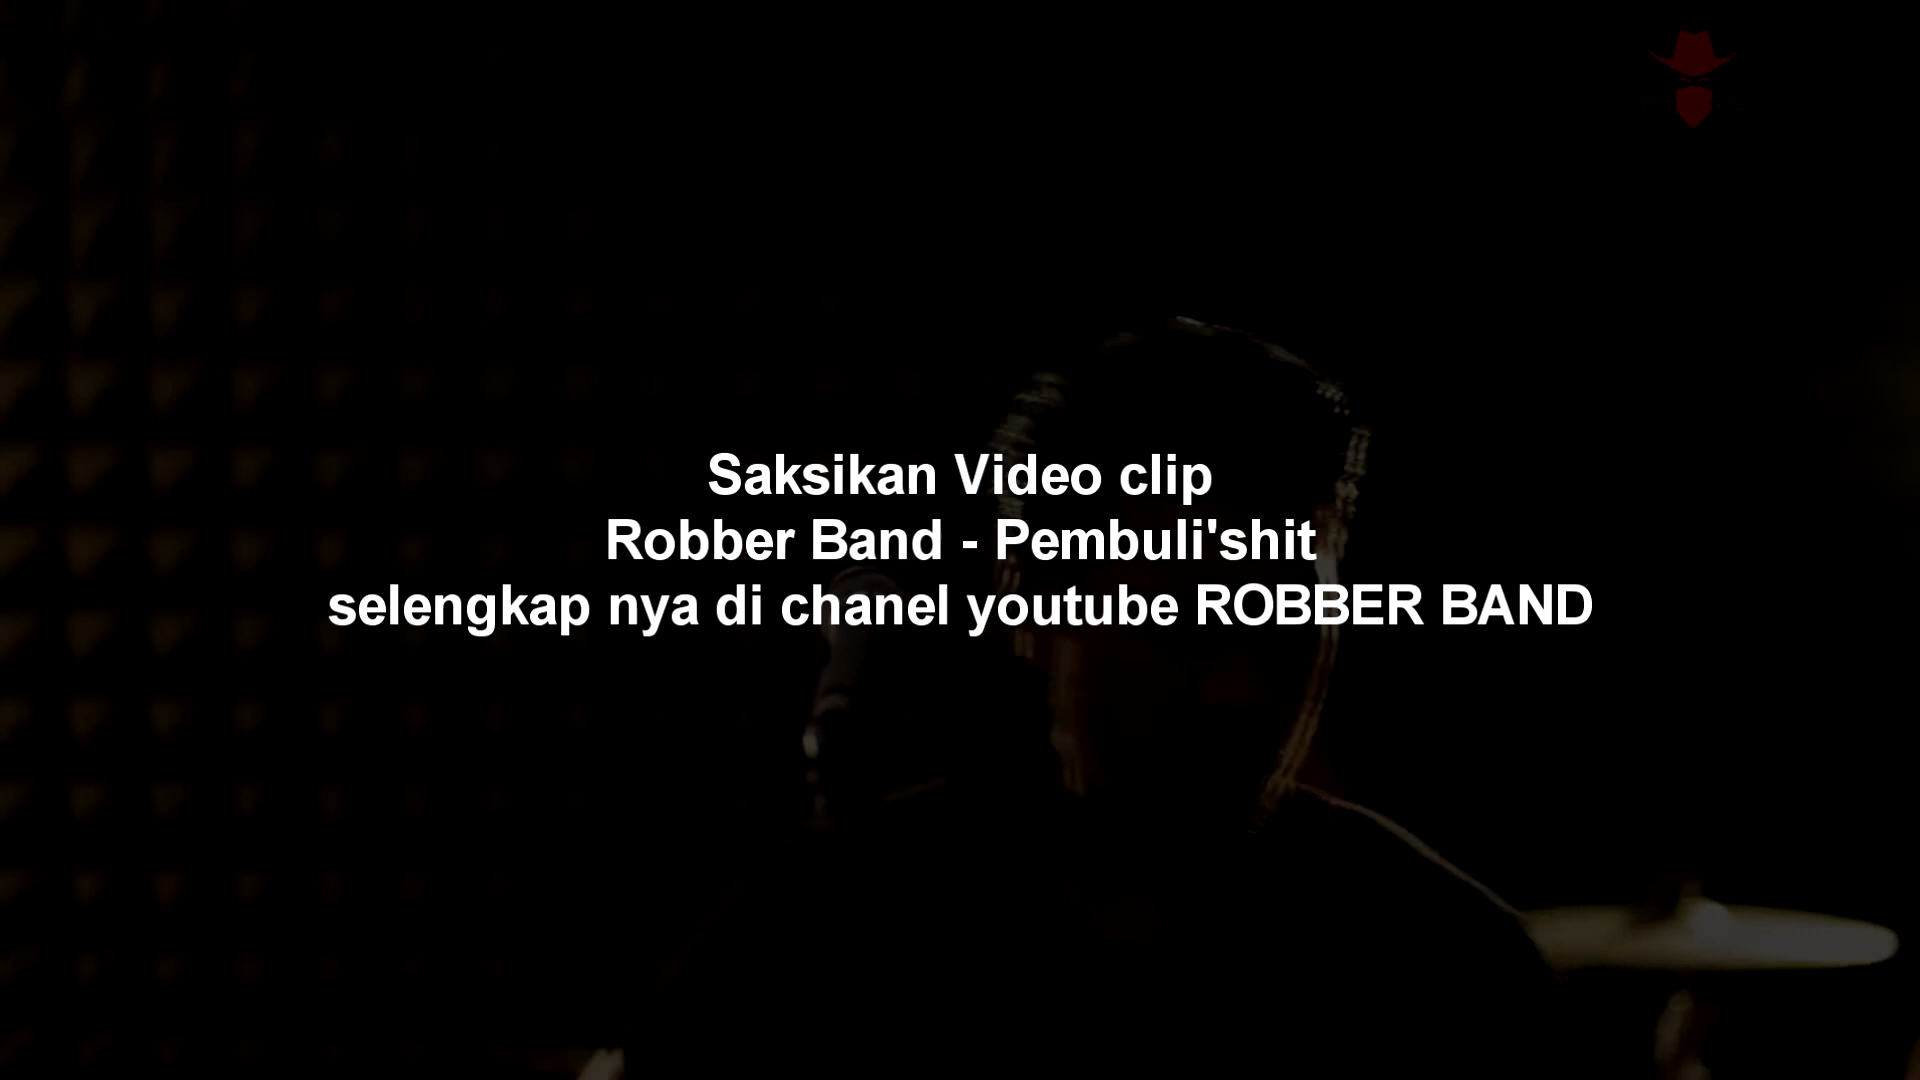 Saksikan Video clip
Robber Band - Pembuli'shit
selengkap nya di chanel youtube ROBBER BAND